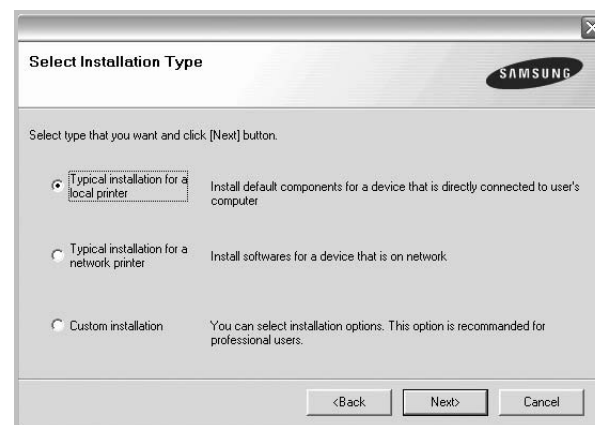 Select Installation Type
SAMSUNG
Select type that you want and click [Next] button.
Typical installation for a
local printer
Install default components for a device that is directly connected to user's
computer
Typical installation for a
network printer
Install softwares for a device that is on network
Custom installation
You can select installation options. This option is recommanded for
professional users.
<Back
Next>
Cancel